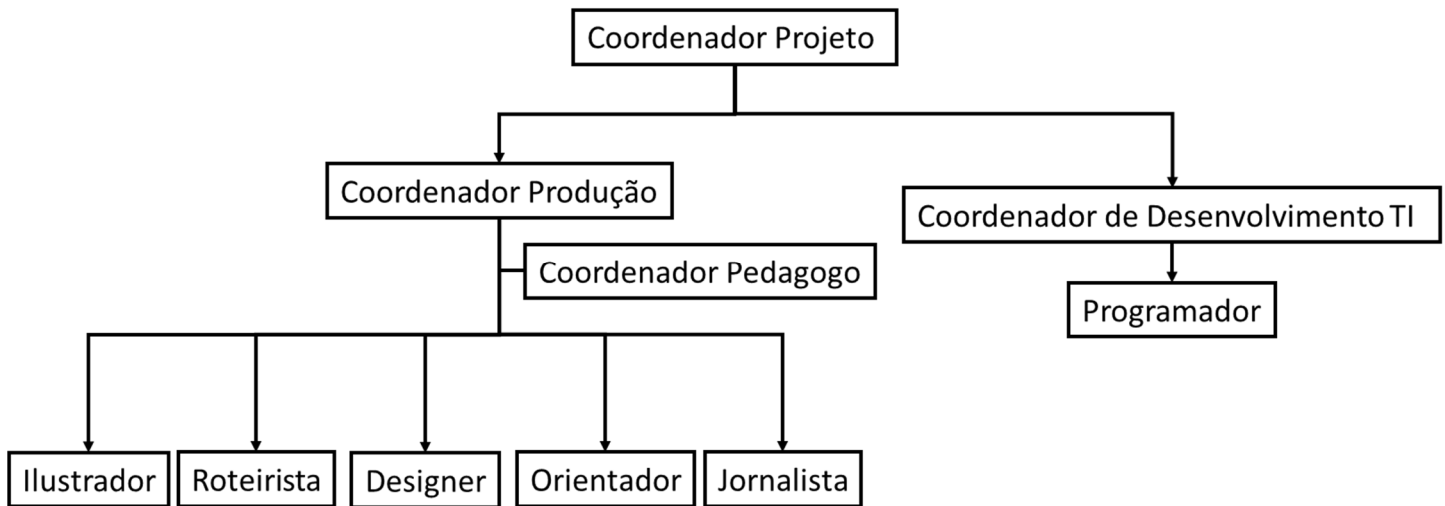 Coordenador Projeto
Coordenador Produção
Coordenador de Desenvolvimento TI
Coordenador Pedagogo
Programador
Ilustrador
Roteirista
Designer
Orientador
Jornalista